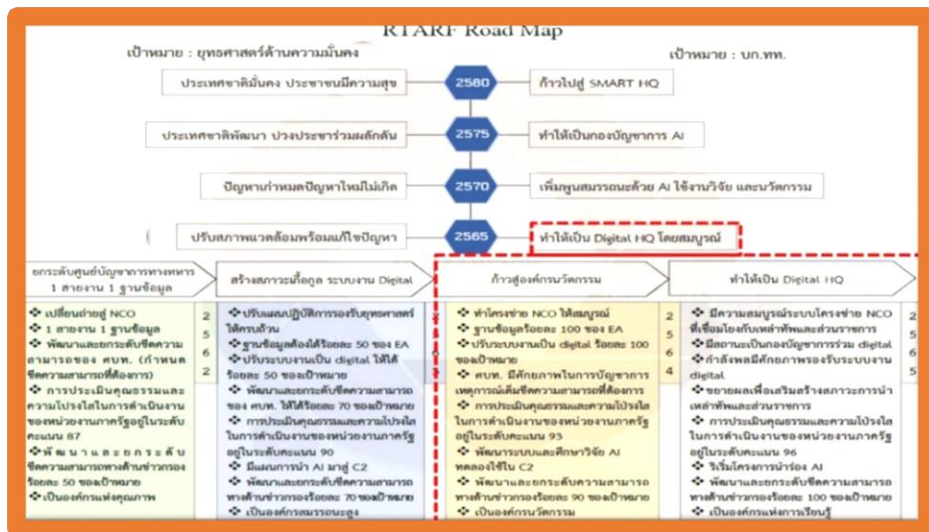 RTARF Road Map
เป้าหมาย : ยุทธศาสตร์ด้านความมั่นคง
เป้าหมาย : บก.ทท.
ประเทศชาติมั่นคง ประชาชนมีความสุข
2580
ก้าวไปสู่ SMART HQ
ประเทศชาติพัฒนา ปวงประชาร่วมผลักดัน
2575
ทำให้เป็นกองบัญชาการ AI
ปัญหาเก่าหมดปัญหาใหม่ไม่เกิด
2570
เพิ่มพูนสมรรถนะด้วย AI ใช้งานวิจัย และนวัตกรรม
ปรับสภาพแวดล้อมพร้อมแก้ไขปัญหา
2565
ทำให้เป็น Digital HQ โดยสมบูรณ์
ยกระดับศูนย์บัญชาการทางทหาร
1 สายงาน 1 ฐานข้อมูล
❖ เปลี่ยนถ่ายสู่ NCO
❖ 1 สายงาน 1 ฐานข้อมูล
❖ พัฒนาและยกระดับขีดความ
สามารถของ ศบท. (กำหนด
ขีดความสามารถที่ต้องการ)
❖ การประเมินคุณธรรมและ
ความโปร่งใสในการดำเนินงาน
ของหน่วยงานภาครัฐอยู่ในระดับ
คะแนน 87
❖ พัฒนาและยกระดับ
ขีดความสามารถทางด้านข่าวกรอง
ร้อยละ 50 ของเป้าหมาย
❖ เป็นองค์กรแห่งคุณภาพ
2
5
6
2
สร้างสภาวะเกื้อกูล ระบบงาน Digital
❖ ปรับแผนปฏิบัติการรองรับยุทธศาสตร์
ให้ครบถ้วน
❖ ฐานข้อมูลต้องได้ร้อยละ 50 ของ EA
❖ ปรับระบบงานเป็น digital ให้ได้
ร้อยละ 50 ของเป้าหมาย
❖ พัฒนาและยกระดับขีดความสามารถ
ของ ศบท. ให้ได้ร้อยละ 70 ของเป้าหมาย
❖ การประเมินคุณธรรมและความโปร่งใส
ในการดำเนินงานของหน่วยงานภาครัฐ
อยู่ในระดับคะแนน 90
❖ มีแผนการนำ AI มาสู่ C2
❖ พัฒนาและยกระดับขีดความสามารถ
ทางด้านข่าวกรองร้อยละ 70 ของเป้าหมาย
❖ เป็นองค์กรสมรรถนะสูง
ก้าวสู่องค์กรนวัตกรรม
❖ ทำโครงข่าย NCO ให้สมบูรณ์
❖ ฐานข้อมูลร้อยละ 100 ของ EA
❖ ปรับระบบงานเป็น digital ร้อยละ 100
ของเป้าหมาย
❖ ศบท. มีศักยภาพในการบัญชาการ
เหตุการณ์เต็มขีดความสามารถที่ต้องการ
❖ การประเมินคุณธรรมและความโปร่งใส
ในการดำเนินงานของหน่วยงานภาครัฐ
อยู่ในระดับคะแนน 93
❖ พัฒนาระบบและศึกษาวิจัย AI
ทดลองใช้ใน C2
❖ พัฒนาและยกระดับความสามารถ
ทางด้านข่าวกรองร้อยละ 90 ของเป้าหมาย
❖ เป็นองค์กรนวัตกรรม
2
5
6
4
ทำให้เป็น Digital HQ
❖ มีความสมบูรณ์ระบบโครงข่าย NCO
ที่เชื่อมโยงกับเหล่าทัพและส่วนราชการ
❖ มีสถานะเป็นกองบัญชาการร่วม digital
❖ กำลังพลมีศักยภาพรองรับระบบงาน
digital
❖ ขยายผลเพื่อเสริมสร้างสภาวะการนำ
เหล่าทัพและส่วนราชการ
❖ การประเมินคุณธรรมและความโปร่งใส
ในการดำเนินงานของหน่วยงานภาครัฐ
อยู่ในระดับคะแนน 96
❖ ริเริ่มโครงการนำร่อง AI
❖ พัฒนาและยกระดับขีดความสามารถ
ทางด้านข่าวกรองร้อยละ 100 ของเป้าหมาย
❖ เป็นองค์กรแห่งการเรียนรู้
2
5
6
5